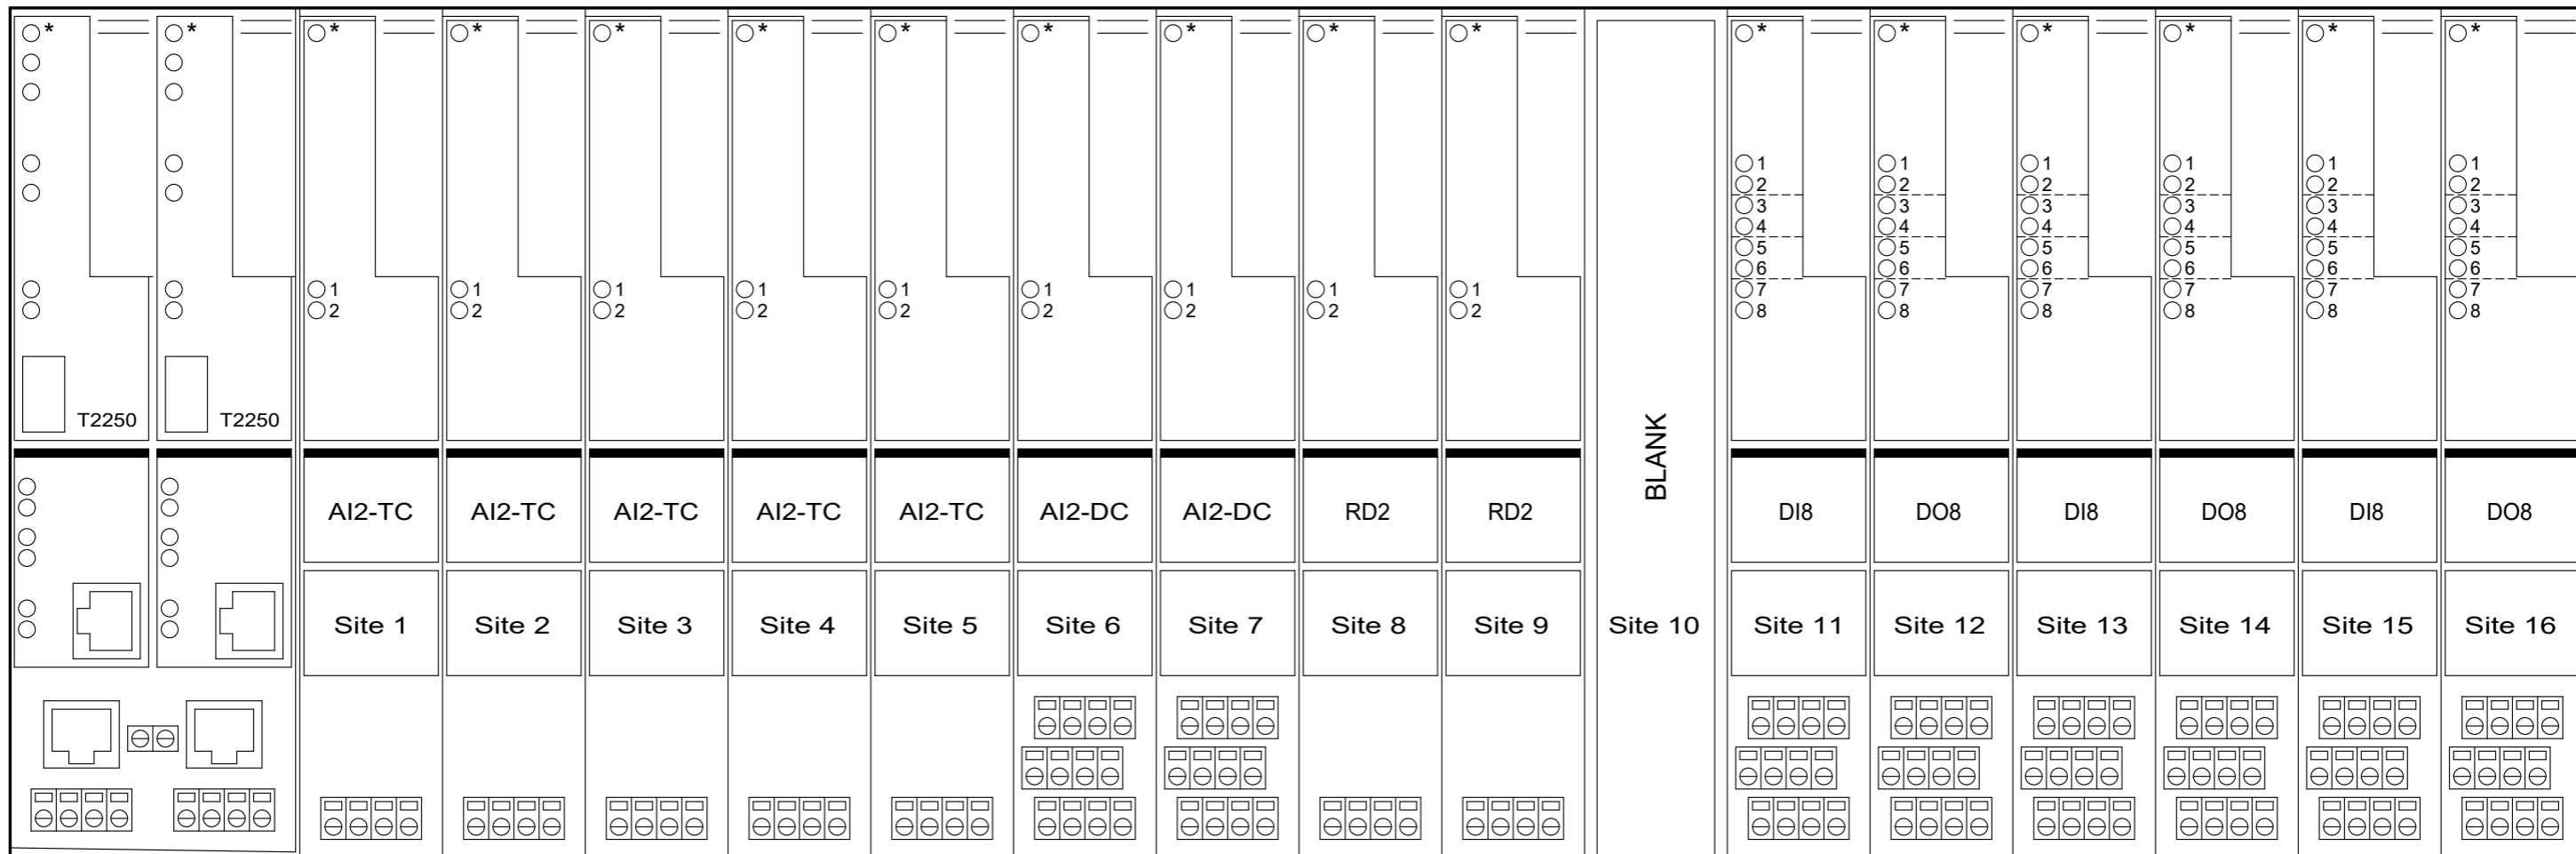 * * * * * * * * * * * * * * * * *
1 1 1 1 1 1
2 2 2 2 2 2
3 3 3 3 3 3
4 4 4 4 4 4
5 5 5 5 5 5
6 6 6 6 6 6
1 1 1 1 1 1 1 1 1 7 7 7 7 7 7
2 2 2 2 2 2 2 2 2 8 8 8 8 8 8
T2250 T2250
BLANK
AI2-TC AI2-TC AI2-TC AI2-TC AI2-TC AI2-DC AI2-DC RD2 RD2 DI8 DO8 DI8 DO8 DI8 DO8
Site 1 Site 2 Site 3 Site 4 Site 5 Site 6 Site 7 Site 8 Site 9 Site 10 Site 11 Site 12 Site 13 Site 14 Site 15 Site 16